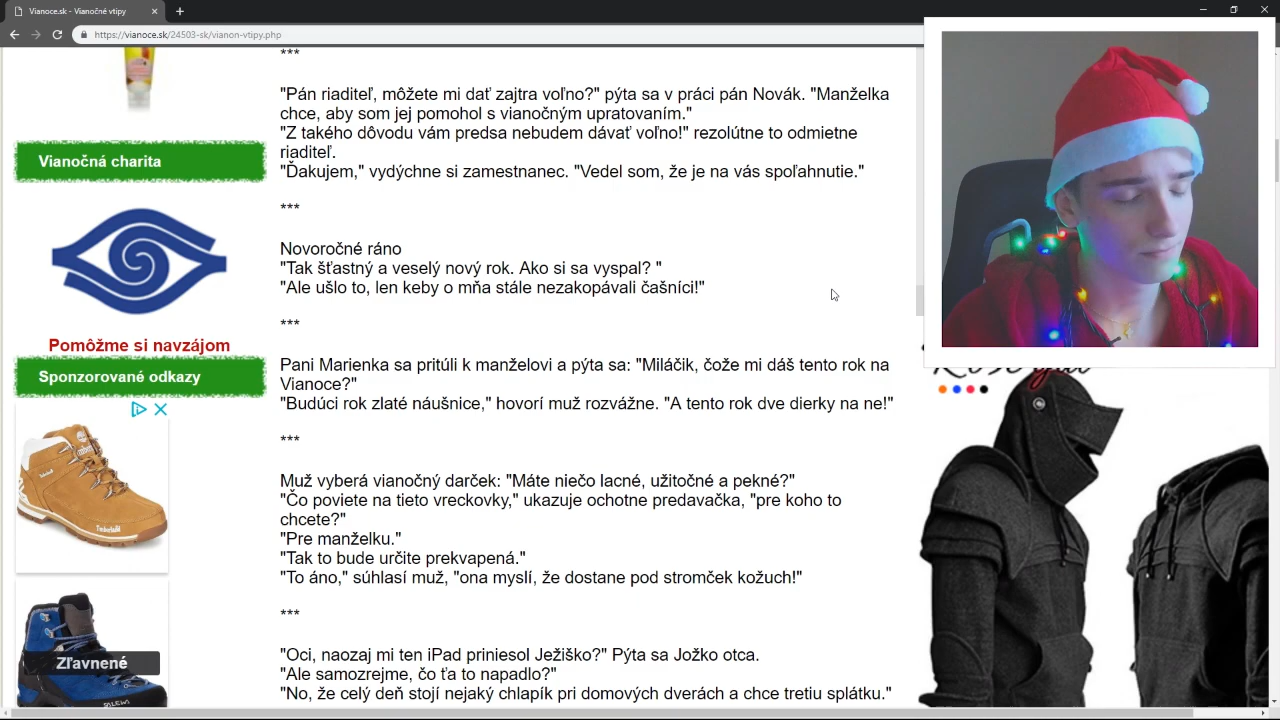 Vianoce.sk - Vianočné vtipy
https://vianoce.sk/24503-sk/vianon-vtipy.php
***
"Pán riaditeľ, môžete mi dať zajtra voľno?" pýta sa v práci pán Novák. "Manželka
chce, aby som jej pomohol s vianočným upratovaním."
"Z takého dôvodu vám predsa nebudem dávať voľno!" rezolútne to odmietne
riaditeľ.
"Ďakujem," vydýchne si zamestnanec. "Vedel som, že je na vás spoľahnutie."
***
Novoročné ráno
"Tak šťastný a veselý nový rok. Ako si sa vyspal? "
"Ale ušlo to, len keby o mňa stále nezakopávali čašníci!"
***
Pani Marienka sa pritúli k manželovi a pýta sa: "Miláčik, čože mi dáš tento rok na
Vianoce?"
"Budúci rok zlaté náušnice," hovorí muž rozvážne. "A tento rok dve dierky na ne!"
***
Muž vyberá vianočný darček: "Máte niečo lacné, užitočné a pekné?"
"Čo poviete na tieto vreckovky," ukazuje ochotne predavačka, "pre koho to
chcete?"
"Pre manželku."
"Tak to bude určite prekvapená."
"To áno," súhlasí muž, "ona myslí, že dostane pod stromček kožuch!"
***
"Oci, naozaj mi ten iPad priniesol Ježiško?" Pýta sa Jožko otca.
"Ale samozrejme, čo ťa to napadlo?"
"No, že celý deň stojí nejaký chlapík pri domových dverách a chce tretiu splátku."
Vianočná charita
Pomôžme si navzájom
Sponzorované odkazy
Timberland
Zľavnené
SALEWA